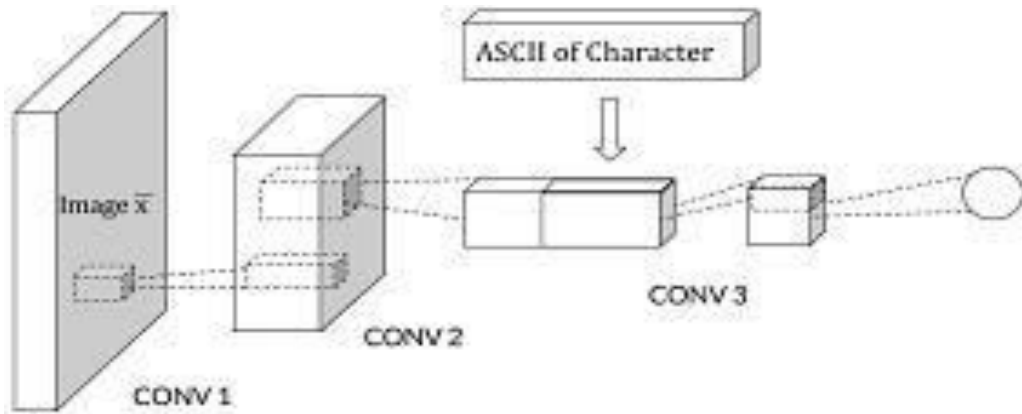 ASCII of Character
Image x̄
CONV 3
CONV 2
CONV 1